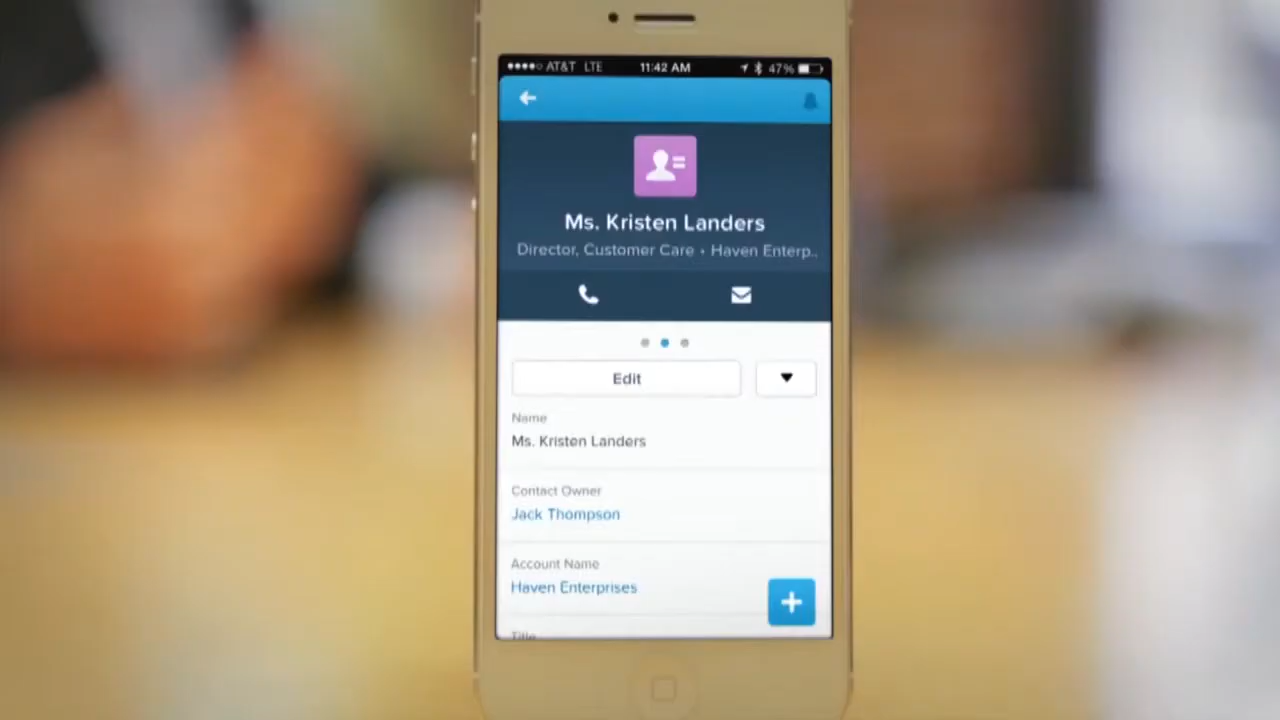 AT&T LTE 11:42 AM 47%
Ms. Kristen Landers
Director, Customer Care • Haven Enterp..
Edit
Name
Ms. Kristen Landers
Contact Owner
Jack Thompson
Account Name
Haven Enterprises
Title